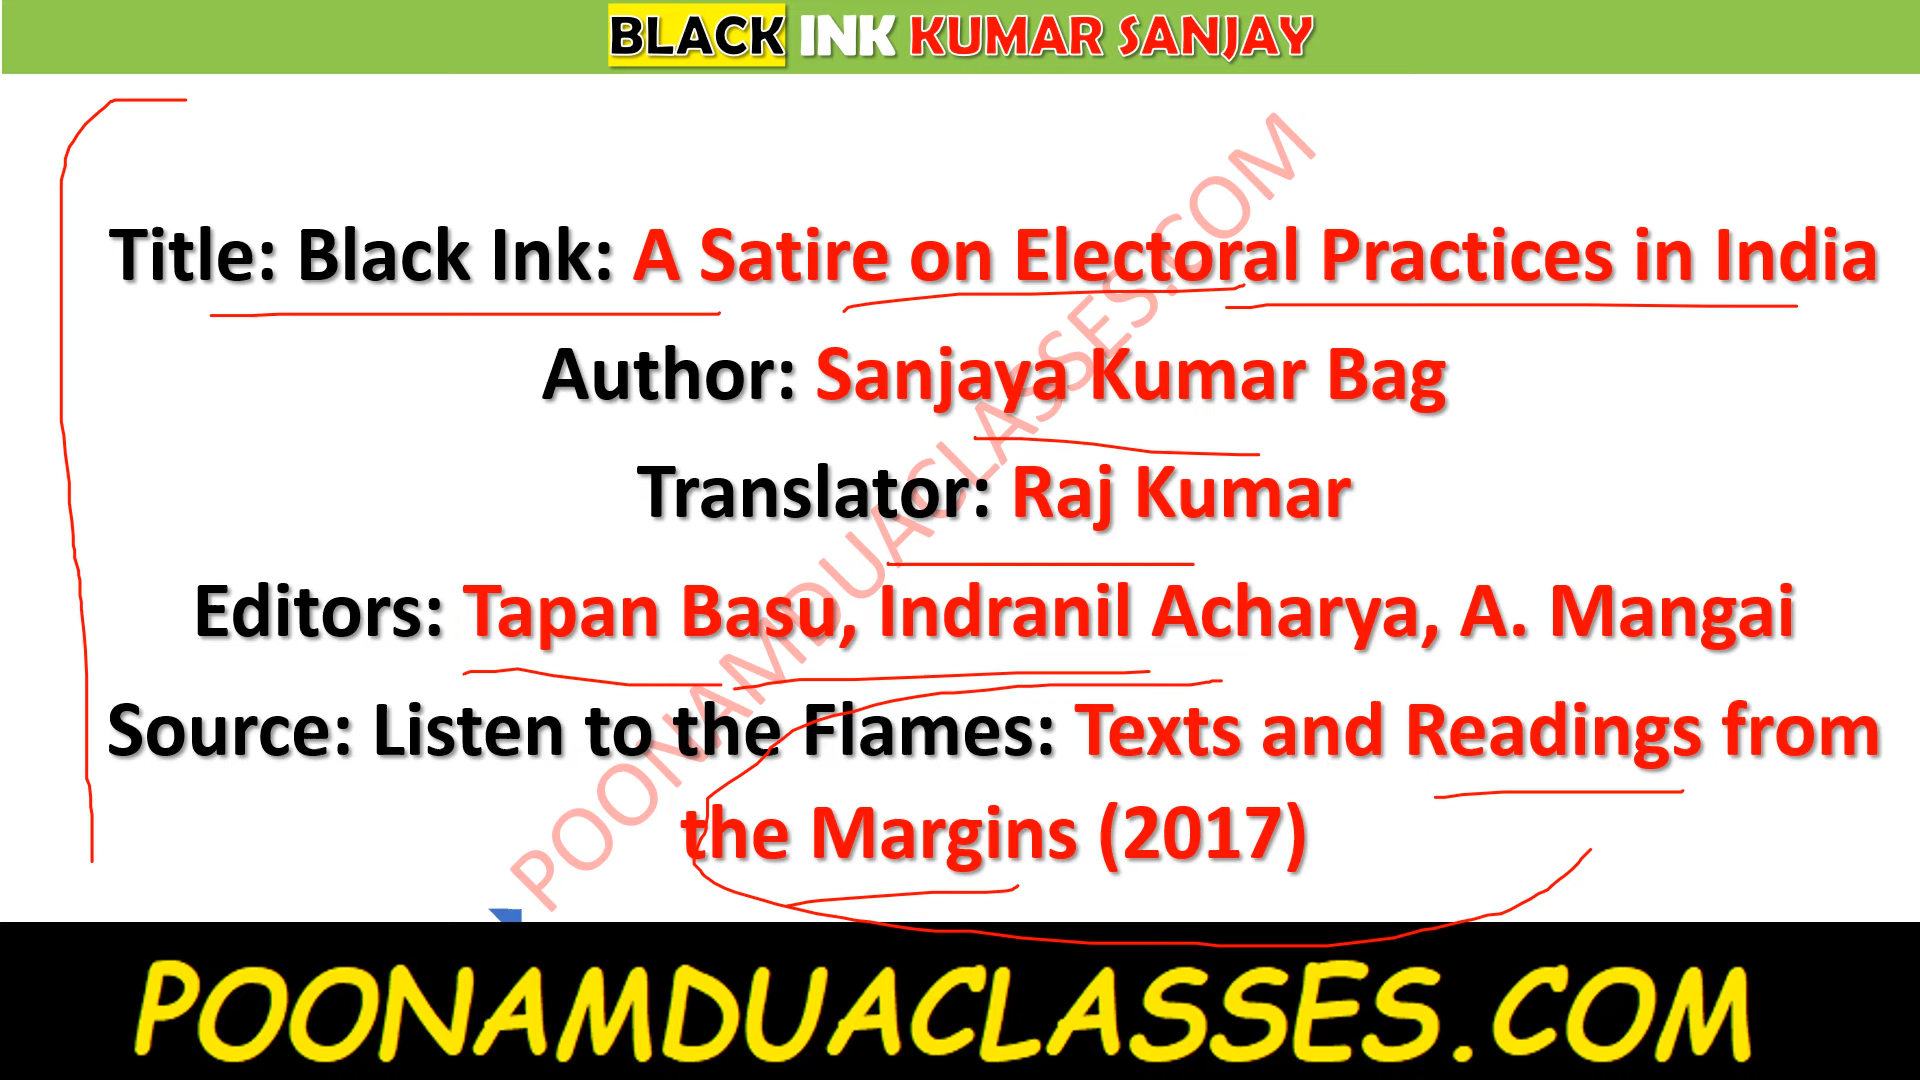 BLACK INK KUMAR SANJAY
Title: Black Ink: A Satire on Electoral Practices in India
Author: Sanjaya Kumar Bag
Translator: Raj Kumar
Editors: Tapan Basu, Indranil Acharya, A. Mangai
Source: Listen to the Flames: Texts and Readings from
the Margins (2017)
POONAMDUACLASSES.COM
POONAMDUACLASSES.COM